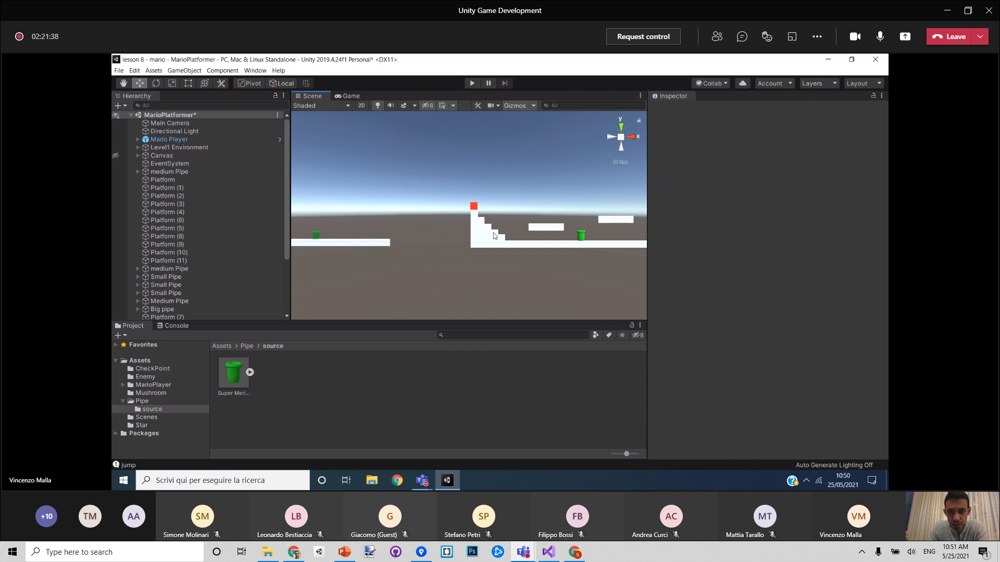 Unity Game Development
02:21:38
Request control
Leave
lesson 8 - mario - MarioPlatformer - PC, Mac & Linux Standalone - Unity 2019.4.24f1 Personal* <DX11>
File Edit Assets GameObject Component Window Help
Pivot Local Collab Account Layers Layout
Hierarchy Scene Game Inspector
All Shaded 2D 8 Gizmos All
MarioPlatformer*
Main Camera
Directional Light
Mario Player
Level1 Environment
Canvas
EventSystem
medium Pipe
Platform
Platform (1)
Platform (2)
Platform (3)
Platform (4)
Platform (6)
Platform (5)
Platform (8)
Platform (9)
Platform (10)
Platform (11)
medium Pipe
Small Pipe
Small Pipe
Small Pipe
Medium Pipe
Big pipe
Platform (7)
y
x
Iso
Project Console
8
Favorites
Assets
CheckPoint
Enemy
MarioPlayer
Mushroom
Pipe
source
Scenes
Star
Packages
Assets > Pipe > source
Super Mari...
jump
Auto Generate Lighting Off
Vincenzo Malla
Scrivi qui per eseguire la ricerca
10:50
25/05/2021
+10 TM AA SM LB G SP FB AC MT VM
Simone Molinari Leonardo Bestiaccia Giacomo (Guest) Stefano Petri Filippo Bossi Andrea Curci Mattia Tarallo Vincenzo Malla
Type here to search
ENG
10:51 AM
5/25/2021
1